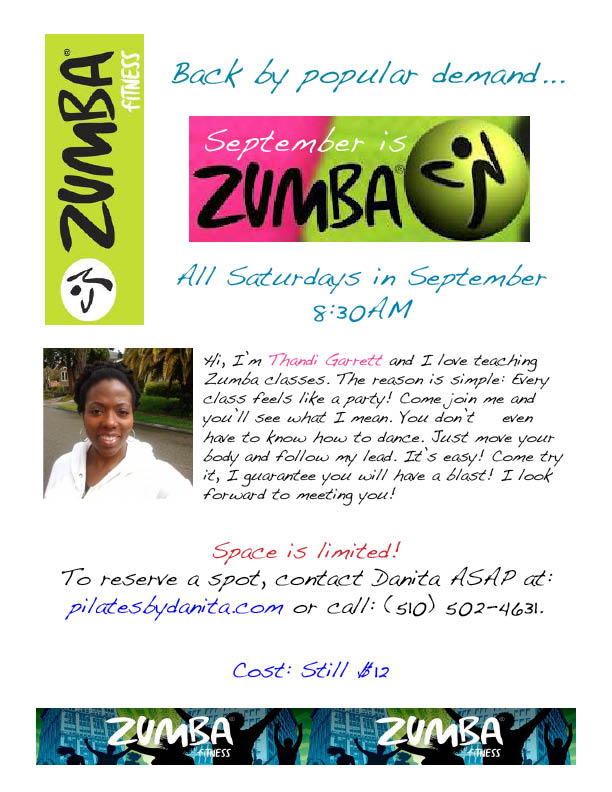 ZUMBA®
fitness
Back by popular demand...
September is
ZUMBA®
All Saturdays in September
8:30AM
Hi, I'm Thandi Garrett and I love teaching
Zumba classes. The reason is simple: Every
class feels like a party! Come join me and
you'll see what I mean. You don't even
have to know how to dance. Just move your
body and follow my lead. It's easy! Come try
it, I guarantee you will have a blast! I look
forward to meeting you!
Space is limited!
To reserve a spot, contact Danita ASAP at:
pilatesbydanita.com or call: (510) 502-4631.
Cost: Still $12
ZUMBA®
fitness
ZUMBA®
fitness